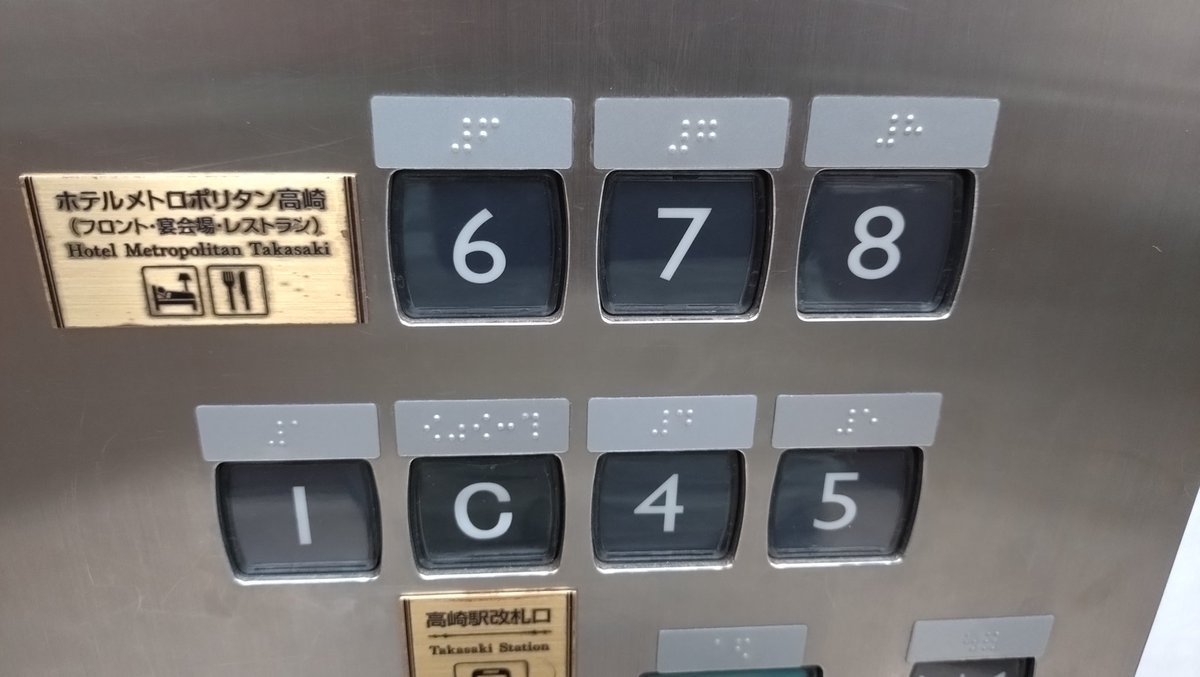 ホテルメトロポリタン高崎
(フロント・宴会場・レストラン)
Hotel Metropolitan Takasaki
6 7 8
1 C 4 5
高崎駅改札口
Takasaki Station